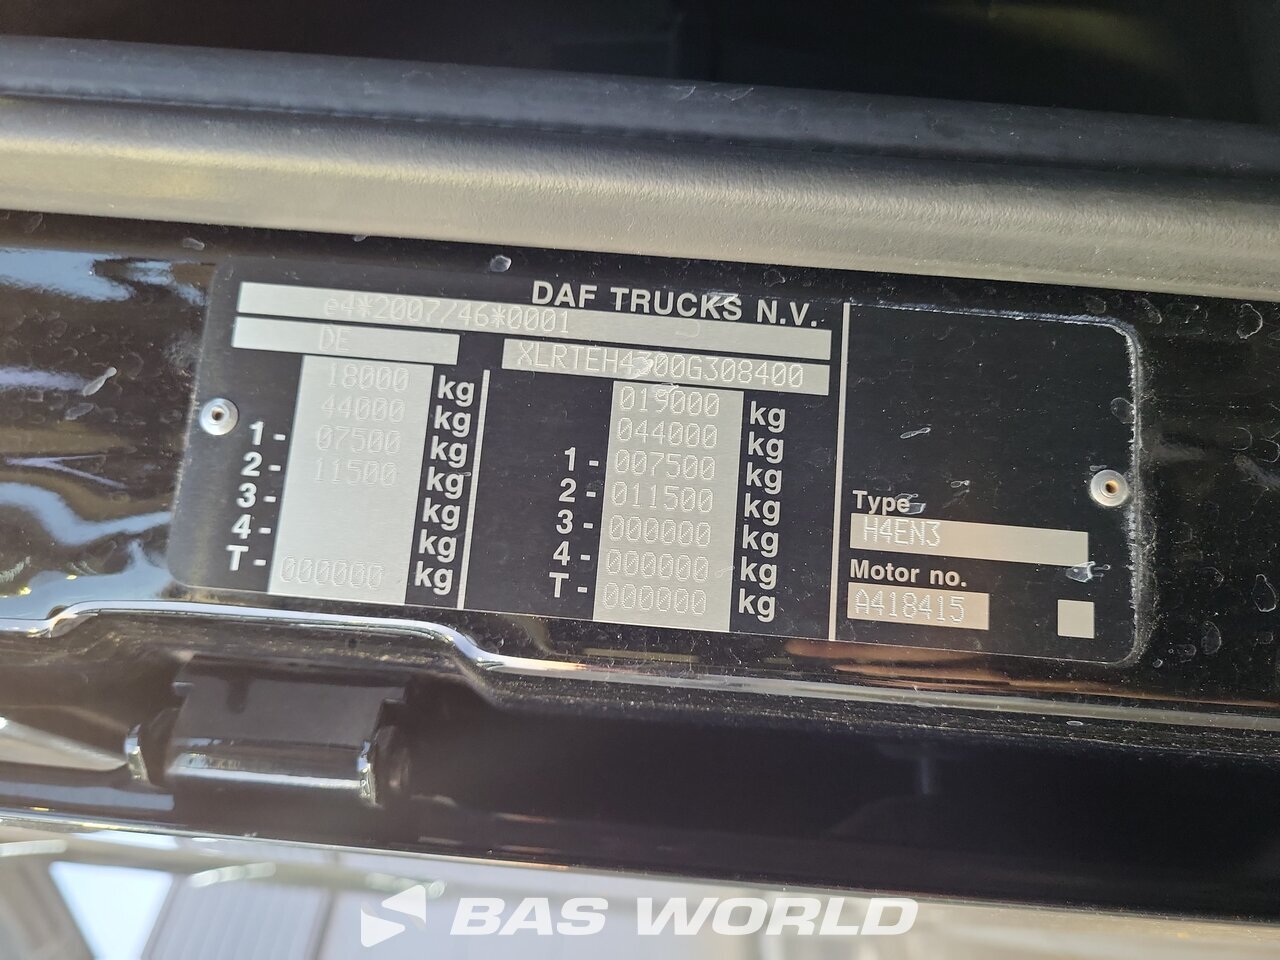 DAF TRUCKS N.V.
e4*2007/46*0001
DE
XLRTEH4300G308400
18000 kg
44000 kg
1- 07500 kg
2- 11500 kg
3- kg
4- kg
T- 000000 kg
019000 kg
044000 kg
1- 007500 kg
2- 011500 kg
3- 000000 kg
4- 000000 kg
T- 000000 kg
Type
H4EN3
Motor no.
A418415
BAS WORLD